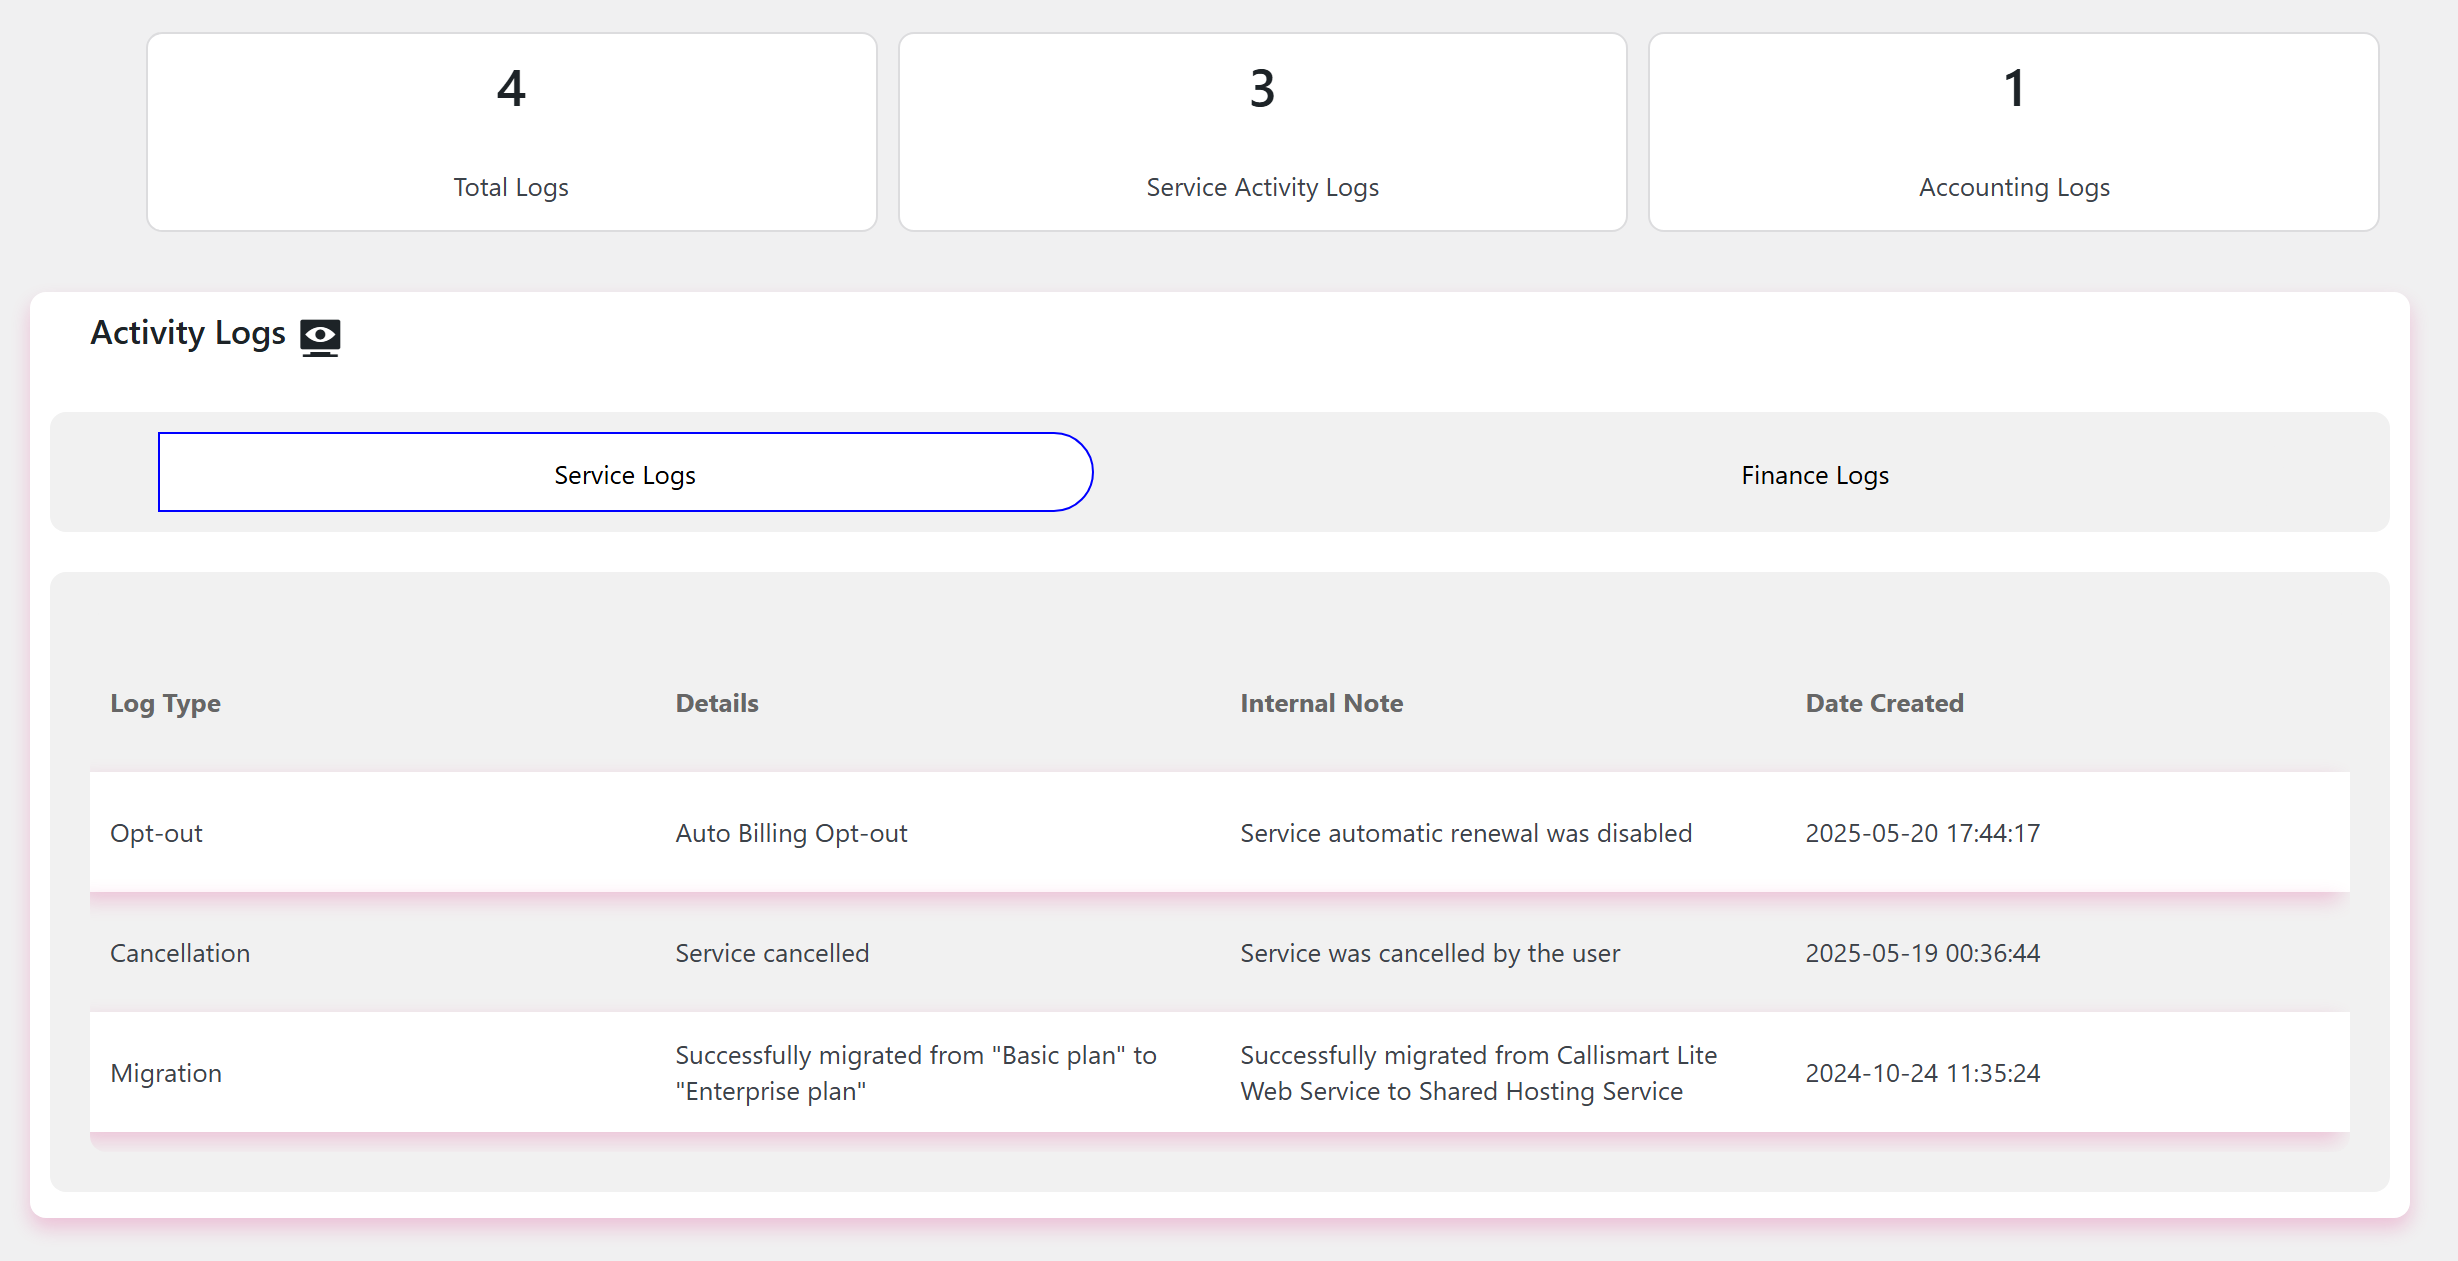 4
Total Logs
3
Service Activity Logs
1
Accounting Logs
Activity Logs
Service Logs
Finance Logs
Log Type
Details
Internal Note
Date Created
Opt-out
Auto Billing Opt-out
Service automatic renewal was disabled
2025-05-20 17:44:17
Cancellation
Service cancelled
Service was cancelled by the user
2025-05-19 00:36:44
Migration
Successfully migrated from "Basic plan" to
"Enterprise plan"
Successfully migrated from Callismart Lite
Web Service to Shared Hosting Service
2024-10-24 11:35:24